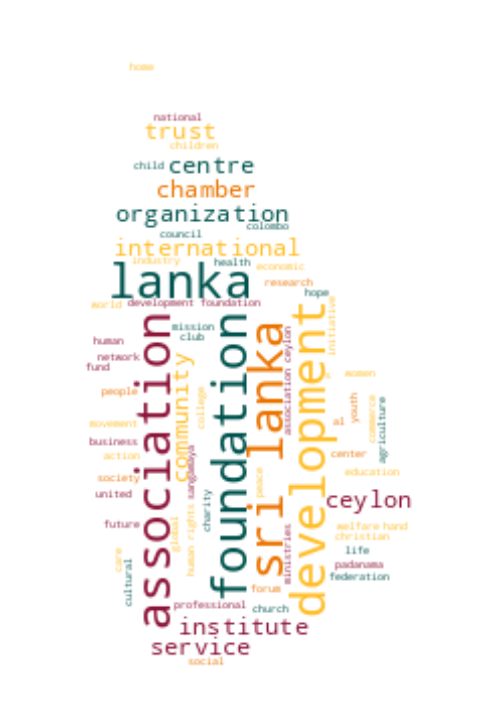 home
national
trust
children
child centre
chamber
organization
colombo
council
international
industry health economic
lanka
research
hope
world development foundation
initiative
mission
club
human
network
fund
association
foundation
sri lanka
development
association ceylon
community
college
women
people
youth
commerce
agriculture
al
movement
business
action
center
society
sangamaya
peace
education
united
ceylon
charity
future
global
human rights
ministries
welfare hand
christian
life
care
cultural
padanama
federation
forum
professional church
institute
service
social